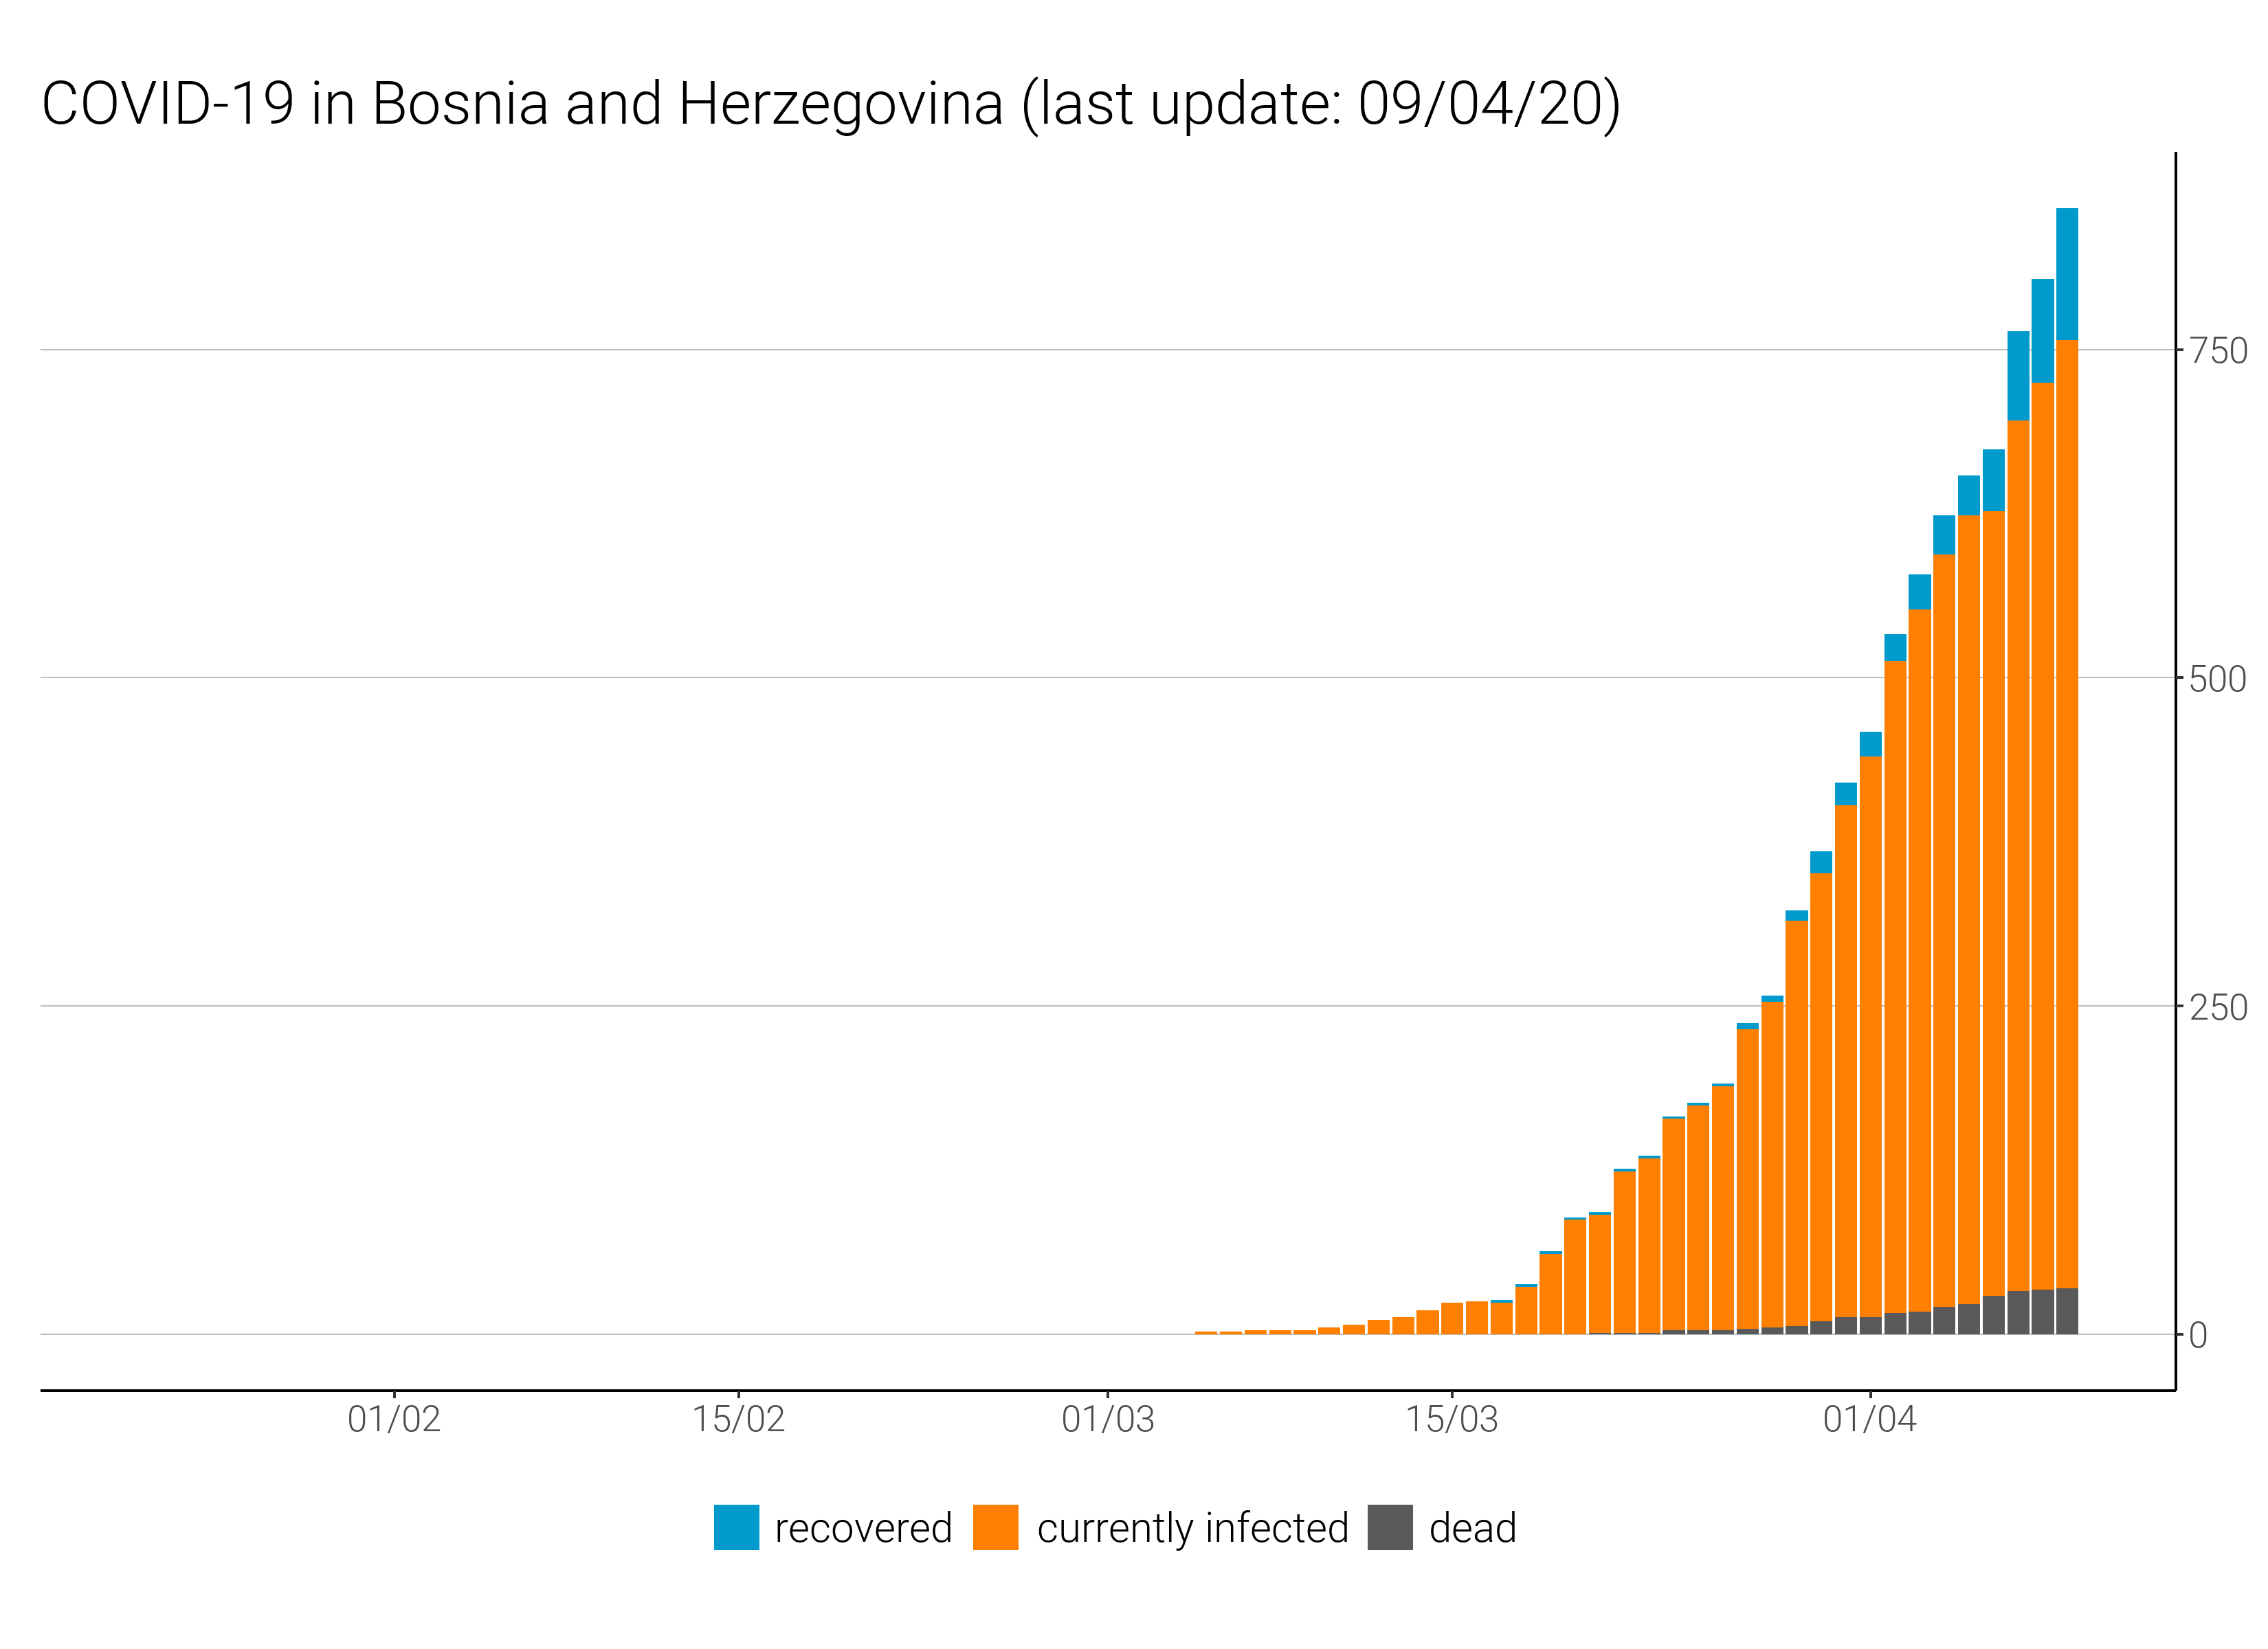 COVID-19 in Bosnia and Herzegovina (last update: 09/04/20)
750
500
250
0
01/02 15/02 01/03 15/03 01/04
recovered currently infected dead